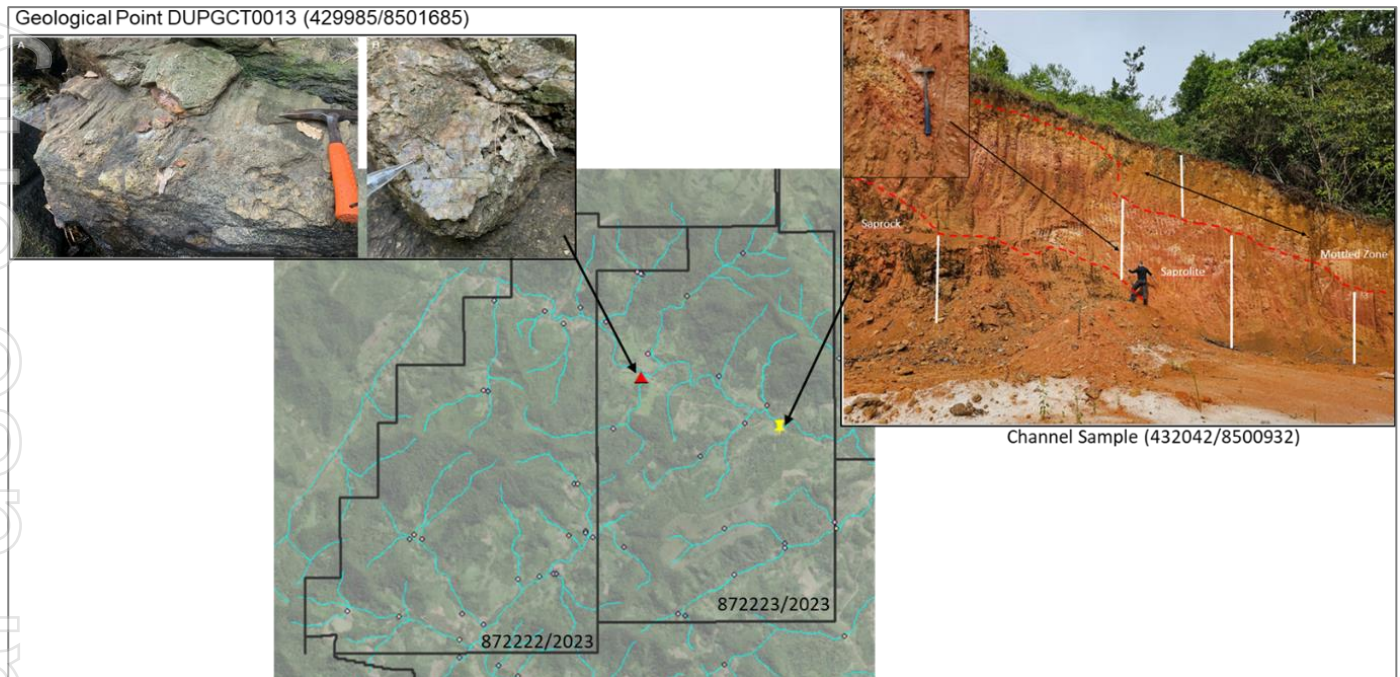 Geological Point DUPGCT0013 (429985/8501685)
A
Saprock
Saprolite
Mottled Zone
Channel Sample (432042/8500932)
872223/2023
872222/2023